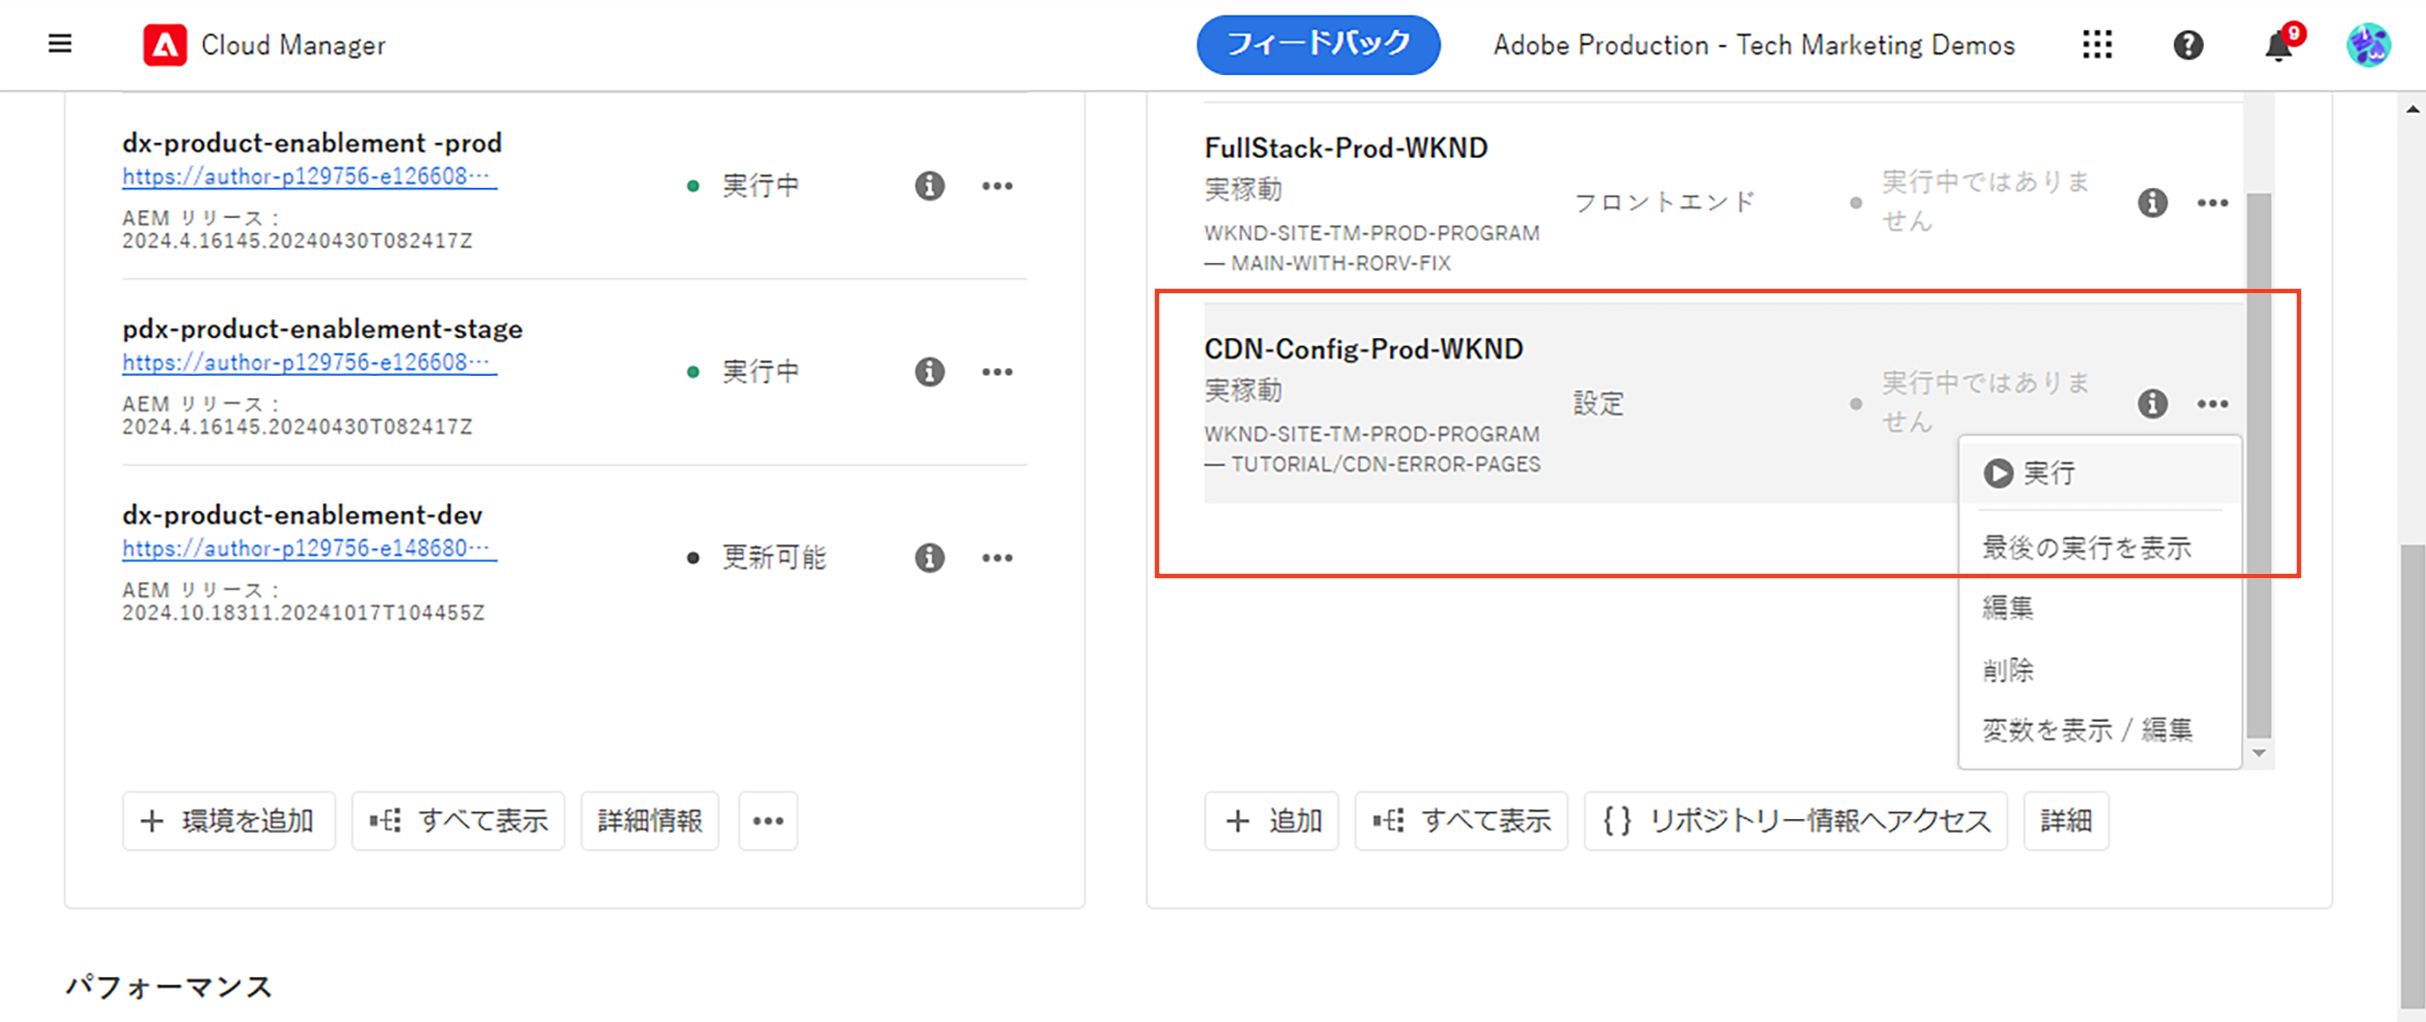 Cloud Manager
フィードバック
Adobe Production - Tech Marketing Demos
9
dx-product-enablement -prod
https://author-p129756-e126608…
AEM リリース :
2024.4.16145.20240430T082417Z
実行中
pdx-product-enablement-stage
https://author-p129756-e126608…
AEM リリース :
2024.4.16145.20240430T082417Z
実行中
dx-product-enablement-dev
https://author-p129756-e148680…
AEM リリース :
2024.10.18311.20241017T104455Z
更新可能
環境を追加
すべて表示
詳細情報
FullStack-Prod-WKND
実稼動
WKND-SITE-TM-PROD-PROGRAM
— MAIN-WITH-RORV-FIX
フロントエンド
実行中ではありま
せん
CDN-Config-Prod-WKND
実稼動
WKND-SITE-TM-PROD-PROGRAM
— TUTORIAL/CDN-ERROR-PAGES
設定
実行中ではありま
せん
実行
最後の実行を表示
編集
削除
変数を表示 / 編集
追加
すべて表示
{} リポジトリー情報へアクセス
詳細
パフォーマンス